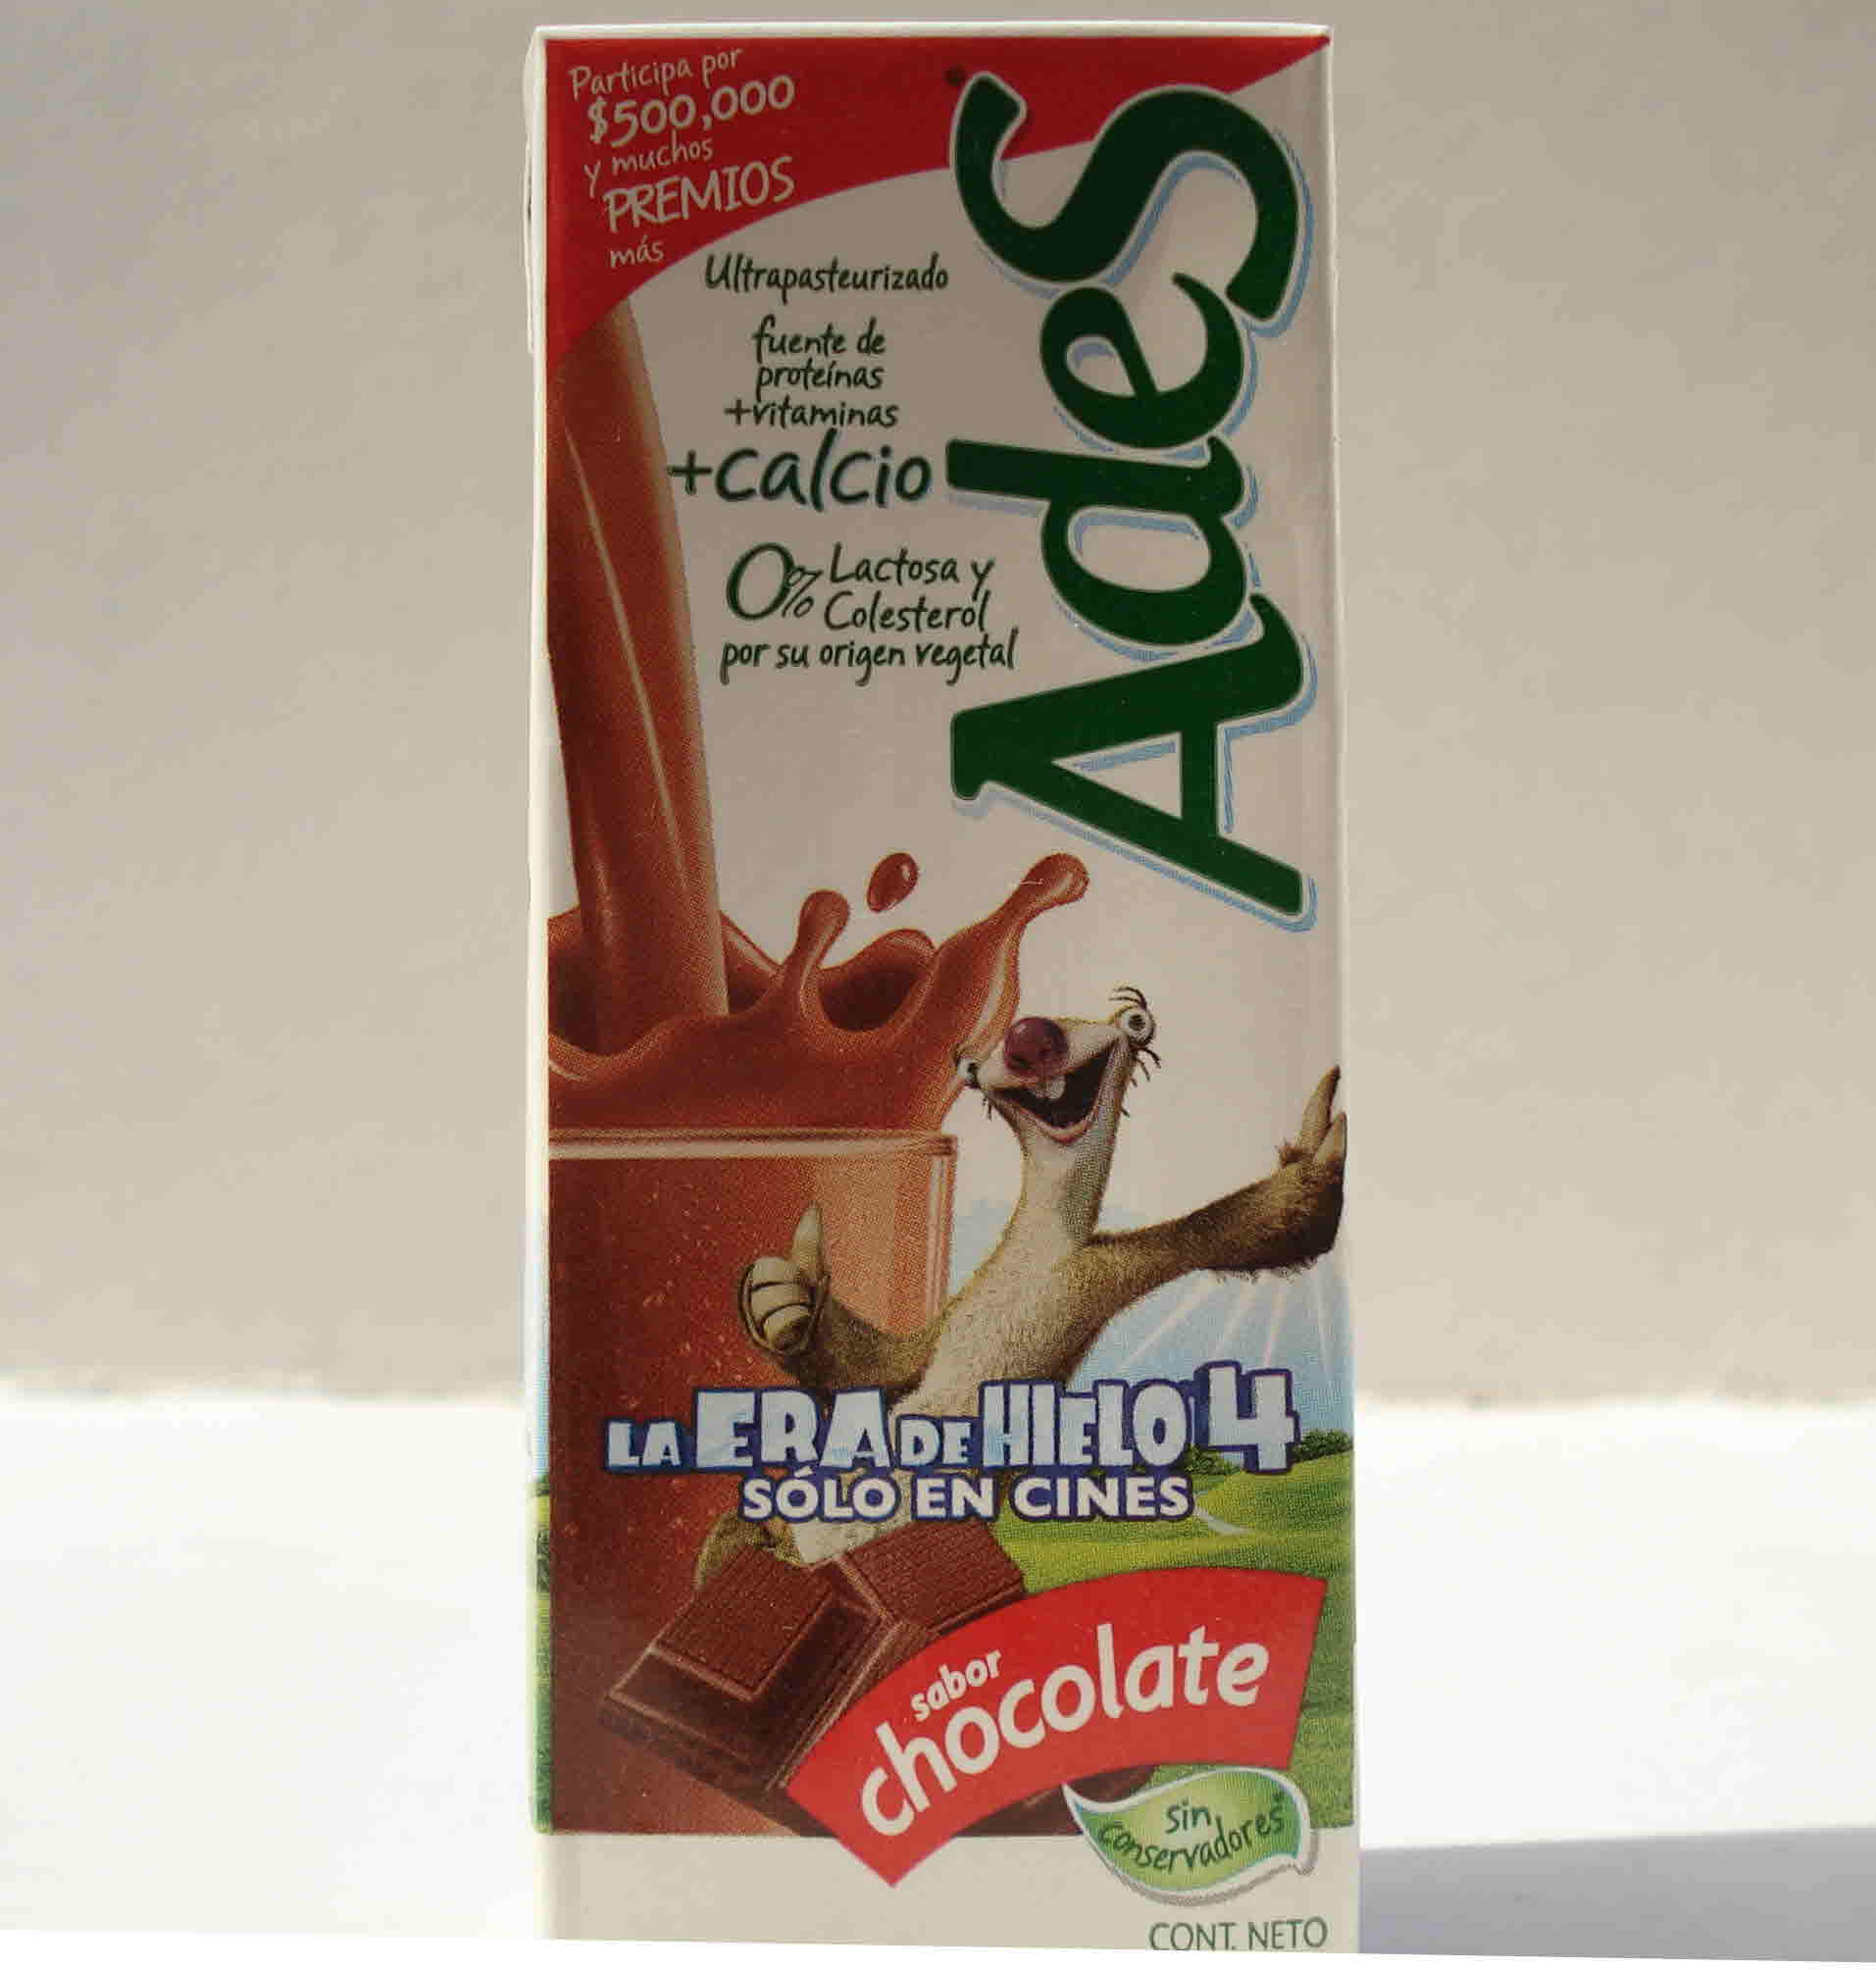 Participa por
$500,000
y muchos
PREMIOS
más
AdeS
Ultrapasteurizado
fuente de
proteínas
+vitaminas
+calcio
0% Lactosa y
Colesterol
por su origen vegetal
LA ERA DE HIELO 4
SÓLO EN CINES
sabor
chocolate
sin
conservadores
CONT. NETO